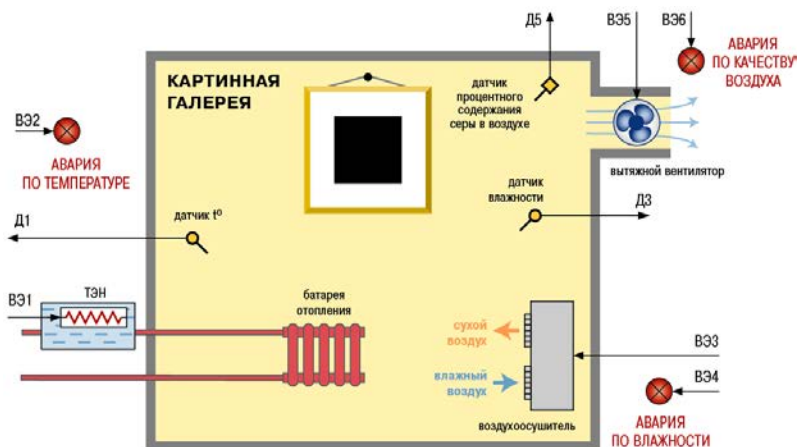 Д5
ВЭ5
ВЭ6
АВАРИЯ
ПО КАЧЕСТВУ
ВОЗДУХА
КАРТИННАЯ
ГАЛЕРЕЯ
датчик
процентного
содержания
серы в воздухе
ВЭ2
АВАРИЯ
ПО ТЕМПЕРАТУРЕ
вытяжной вентилятор
датчик
влажности
Д1
датчик t⁰
Д3
ВЭ1
ТЭН
батарея
отопления
сухой
воздух
влажный
воздух
ВЭ3
ВЭ4
воздухоосушитель
АВАРИЯ
ПО ВЛАЖНОСТИ